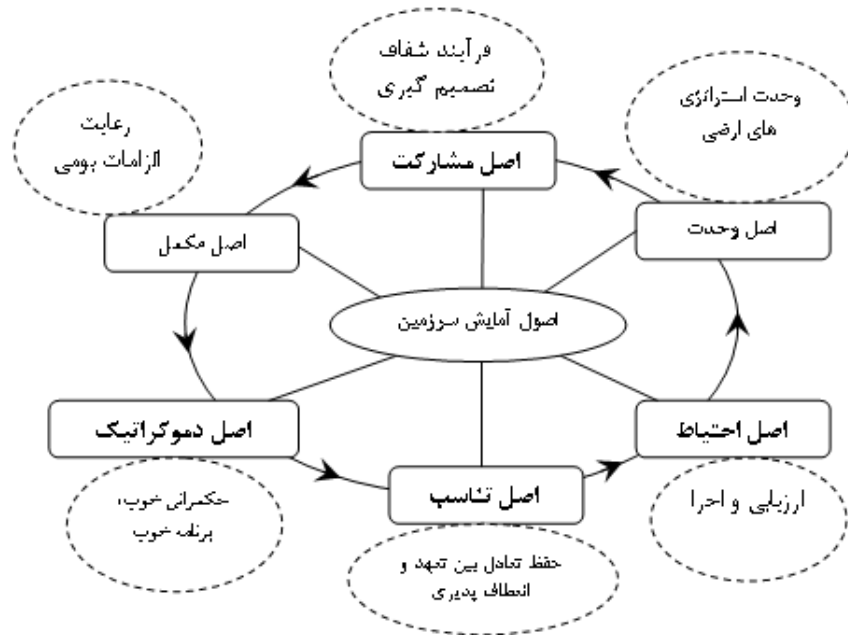 فرآیند شفاف
تصمیم گیری
وحدت استراتژی
های ارضی
رعایت
الزامات بومی
اصل مشارکت
اصل وحدت
اصل مکمل
اصول آمایش سرزمین
اصل احتیاط
اصل دموکراتیک
اصل تناسب
ارزیابی و اجرا
حکمرانی خوب،
برنامه خوب
حفظ تعادل بین تعهد و
انعطاف پذیری